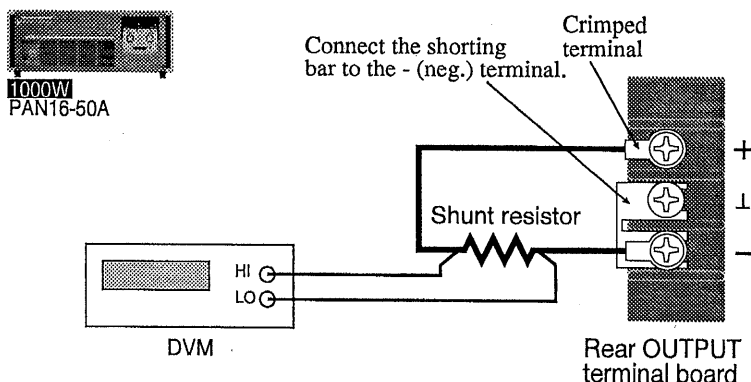 1000W
PAN16-50A
Connect the shorting
bar to the - (neg.) terminal.
Crimped
terminal
+
⊥
−
Shunt resistor
HI
LO
DVM
Rear OUTPUT
terminal board